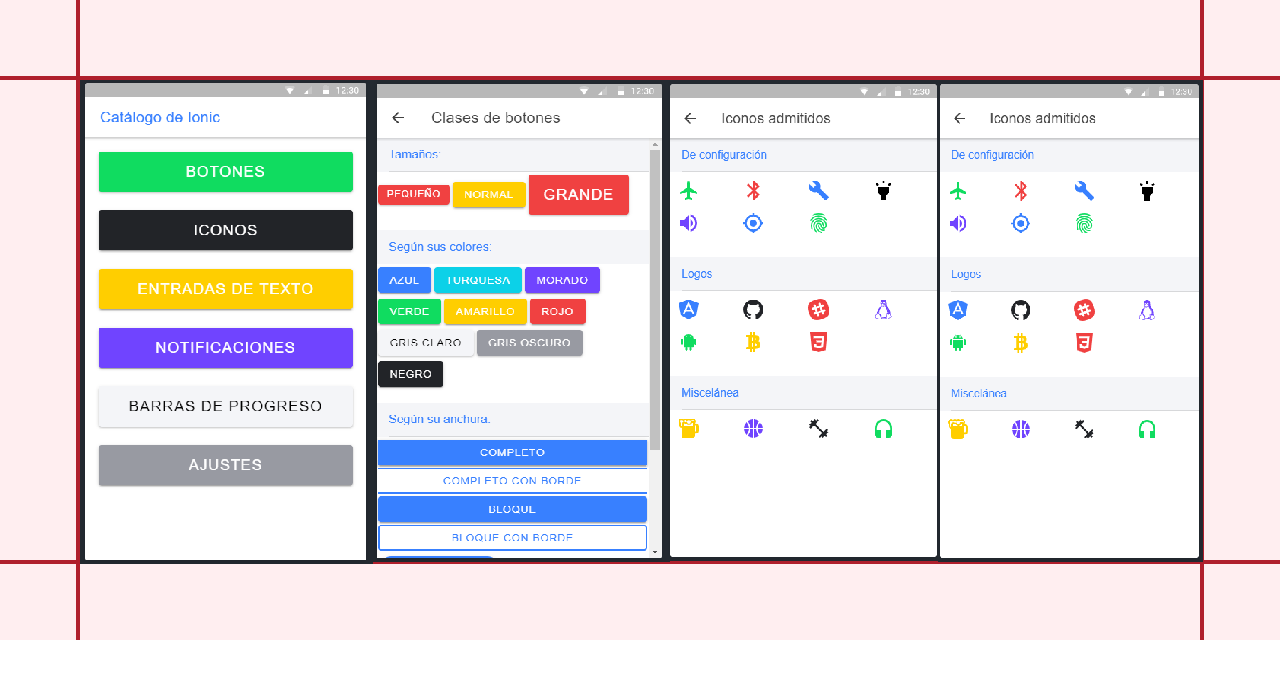 12:30
Catálogo de Ionic
BOTONES
ICONOS
ENTRADAS DE TEXTO
NOTIFICACIONES
BARRAS DE PROGRESO
AJUSTES
12:30
Clases de botones
Tamaños:
PEQUEÑO NORMAL GRANDE
Según sus colores:
AZUL TURQUESA MORADO
VERDE AMARILLO ROJO
GRIS CLARO GRIS OSCURO
NEGRO
Según su anchura:
COMPLETO
COMPLETO CON BORDE
BLOQUE
BLOQUE CON BORDE
12:30
Iconos admitidos
De configuración
Logos
Miscelánea
12:30
Iconos admitidos
De configuración
Logos
Miscelánea